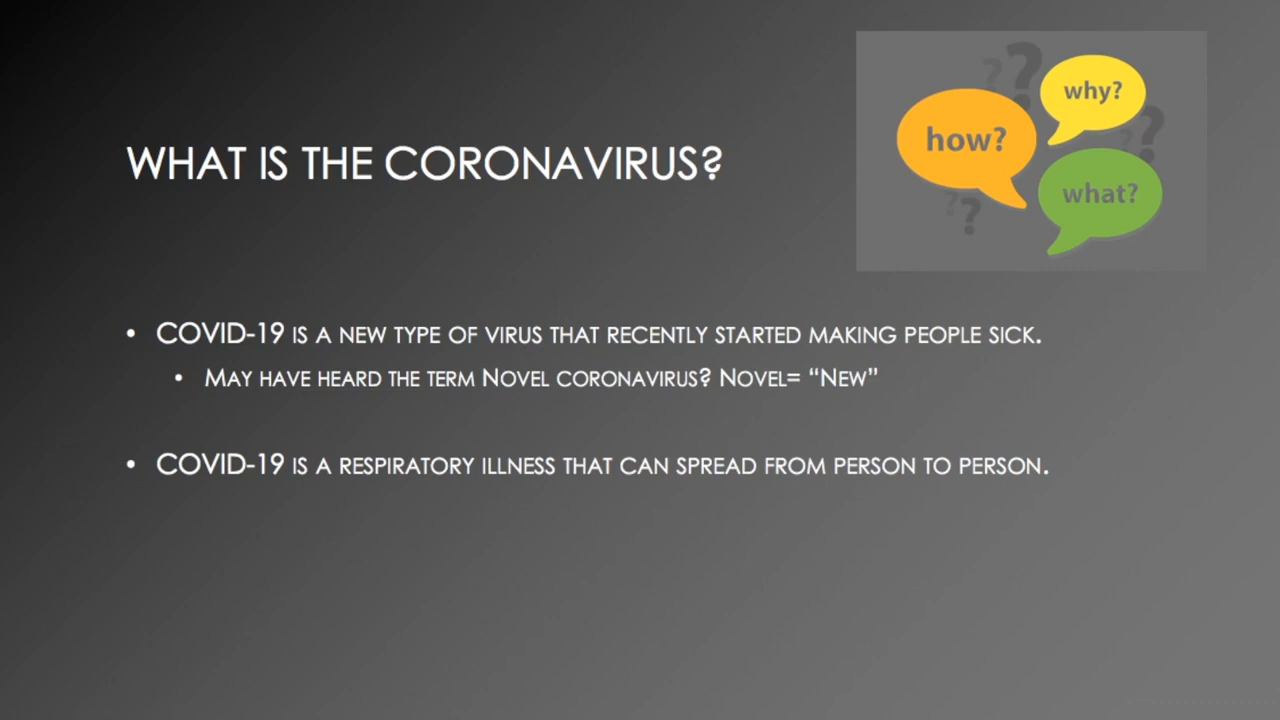 WHAT IS THE CORONAVIRUS?
how?
why?
what?
? ? ? ? ? ?
• COVID-19 IS A NEW TYPE OF VIRUS THAT RECENTLY STARTED MAKING PEOPLE SICK.
• MAY HAVE HEARD THE TERM NOVEL CORONAVIRUS? NOVEL= “NEW”
• COVID-19 IS A RESPIRATORY ILLNESS THAT CAN SPREAD FROM PERSON TO PERSON.